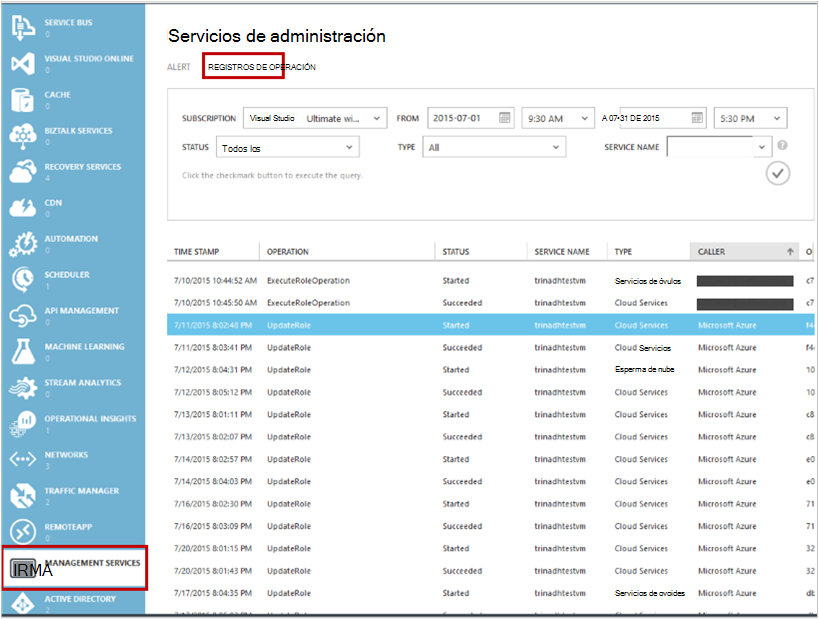 SERVICE BUS
0
VISUAL STUDIO ONLINE
0
CACHE
0
BIZTALK SERVICES
0
RECOVERY SERVICES
4
CDN
0
AUTOMATION
0
SCHEDULER
1
API MANAGEMENT
0
MACHINE LEARNING
0
STREAM ANALYTICS
0
OPERATIONAL INSIGHTS
1
NETWORKS
3
TRAFFIC MANAGER
2
REMOTEAPP
0
MANAGEMENT SERVICES
IRMA
ACTIVE DIRECTORY
2
Servicios de administración
ALERT REGISTROS DE OPERACIÓN
SUBSCRIPTION Visual Studio Ultimate wi... FROM 2015-07-01 9:30 AM A 07-31 DE 2015 5:30 PM
STATUS Todos los TYPE All SERVICE NAME
Click the checkmark button to execute the query.
TIME STAMP OPERATION STATUS SERVICE NAME TYPE CALLER O
7/10/2015 10:44:52 AM ExecuteRoleOperation Started trinadhtestvm Servicios de óvulos c7
7/10/2015 10:45:50 AM ExecuteRoleOperation Succeeded trinadhtestvm Cloud Services c7
7/11/2015 8:02:48 PM UpdateRole Started trinadhtestvm Cloud Services Microsoft Azure f4
7/11/2015 8:03:41 PM UpdateRole Succeeded trinadhtestvm Cloud Servicios Microsoft Azure f4
7/12/2015 8:04:31 PM UpdateRole Started trinadhtestvm Esperma de nube Microsoft Azure 10
7/12/2015 8:05:12 PM UpdateRole Succeeded trinadhtestvm Cloud Services Microsoft Azure 10
7/13/2015 8:01:11 PM UpdateRole Started trinadhtestvm Cloud Services Microsoft Azure c8
7/13/2015 8:02:07 PM UpdateRole Succeeded trinadhtestvm Cloud Services Microsoft Azure c8
7/14/2015 8:02:57 PM UpdateRole Started trinadhtestvm Cloud Services Microsoft Azure e0
7/14/2015 8:04:03 PM UpdateRole Succeeded trinadhtestvm Cloud Services Microsoft Azure e0
7/16/2015 8:02:30 PM UpdateRole Started trinadhtestvm Cloud Services Microsoft Azure 71
7/16/2015 8:03:09 PM UpdateRole Succeeded trinadhtestvm Cloud Services Microsoft Azure 71
7/20/2015 8:01:15 PM UpdateRole Started trinadhtestvm Cloud Services Microsoft Azure 32
7/20/2015 8:01:43 PM UpdateRole Succeeded trinadhtestvm Cloud Services Microsoft Azure 32
7/17/2015 8:04:35 PM UpdateRole Started trinadhtestvm Servicios de ovoides Microsoft Azure db